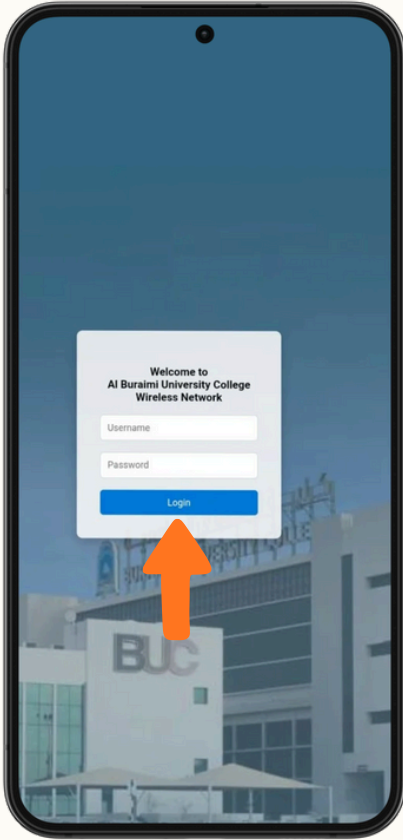 Welcome to
Al Buraimi University College
Wireless Network
Username
Password
Login
BUC